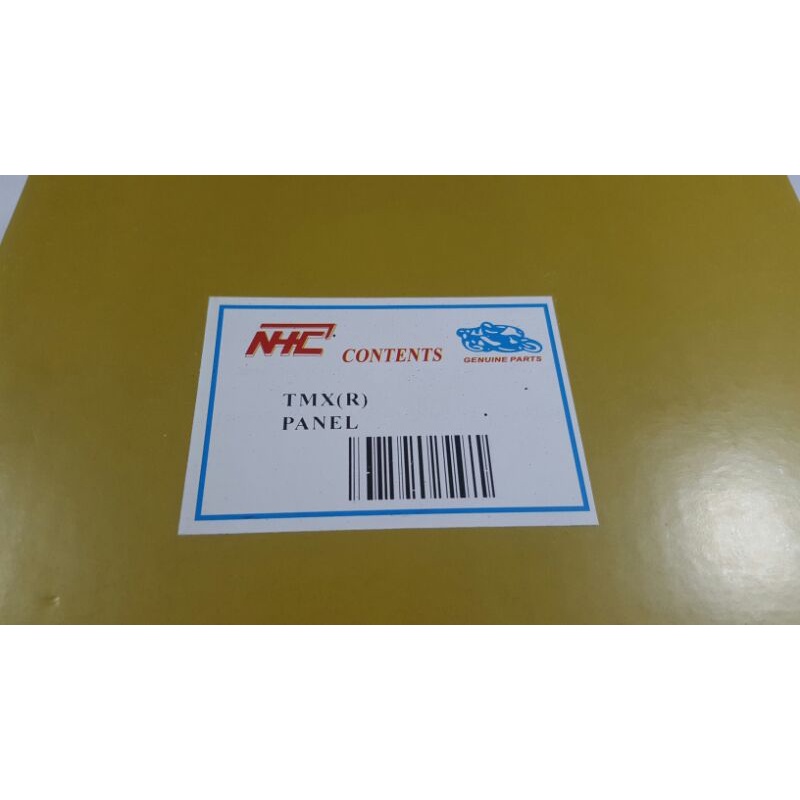 NHC
CONTENTS
GENUINE PARTS
TMX(R)
PANEL